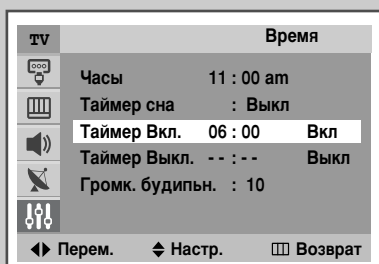 TV Время
Часы 11 : 00 am
Таймер сна : Выкл
Таймер Вкл. 06 : 00 Вкл
Таймер Выкл. - - : - - Выкл
Громк. будипьн. : 10
Перем. Настр. Возврат